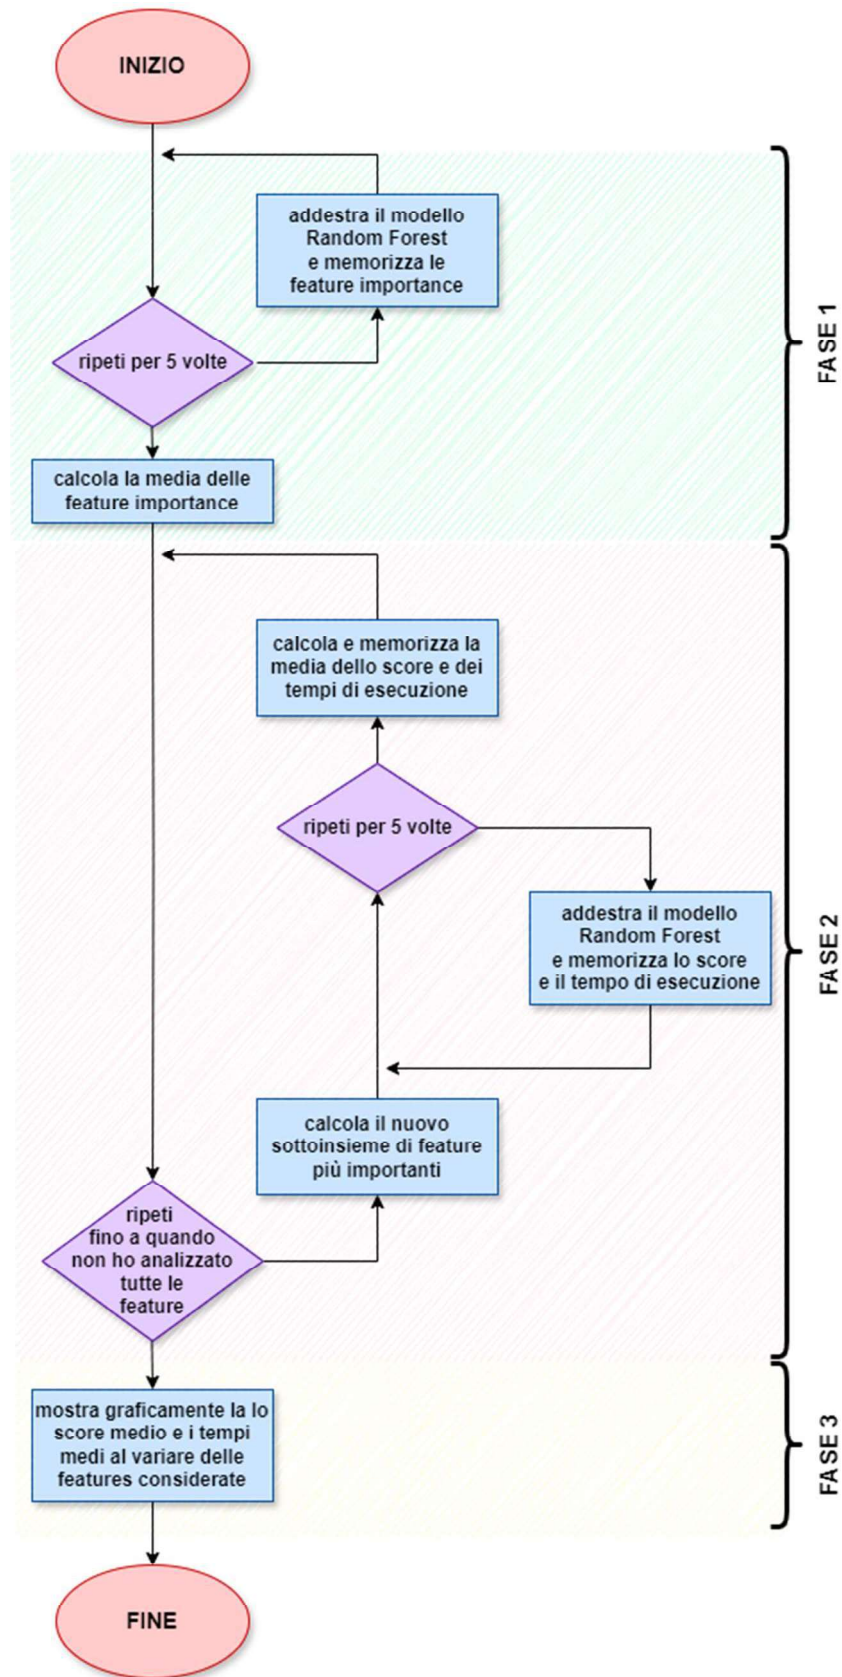 INIZIO
addestra il modello
Random Forest
e memorizza le
feature importance
ripeti per 5 volte
calcola la media delle
feature importance
FASE 1
calcola e memorizza la
media dello score e dei
tempi di esecuzione
ripeti per 5 volte
addestra il modello
Random Forest
e memorizza lo score
e il tempo di esecuzione
calcola il nuovo
sottoinsieme di feature
più importanti
ripeti
fino a quando
non ho analizzato
tutte le
feature
FASE 2
mostra graficamente la lo
score medio e i tempi
medi al variare delle
features considerate
FASE 3
FINE